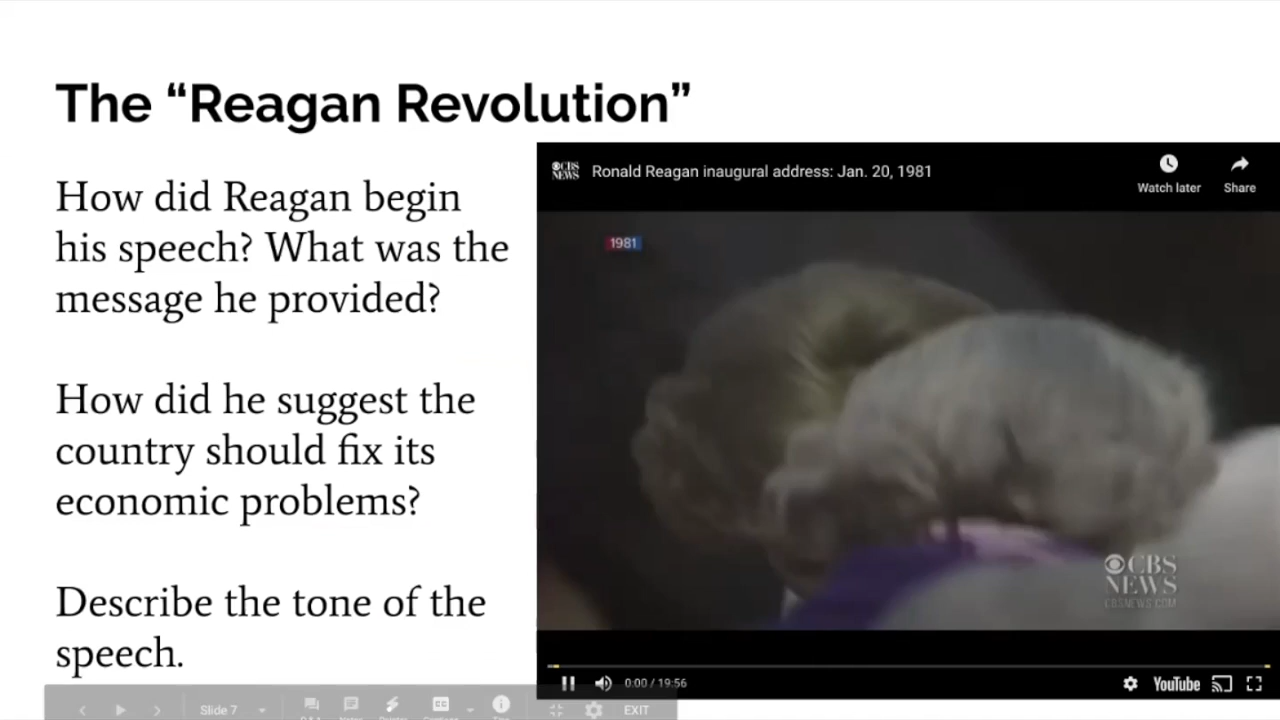 The “Reagan Revolution”
How did Reagan begin
his speech? What was the
message he provided?
How did he suggest the
country should fix its
economic problems?
Describe the tone of the
speech.
CBS NEWS
Ronald Reagan inaugural address: Jan. 20, 1981
Watch later
Share
1981
CBS
NEWS
CBSNEWS.COM
0:00 / 19:56
YouTube
Slide 7
EXIT